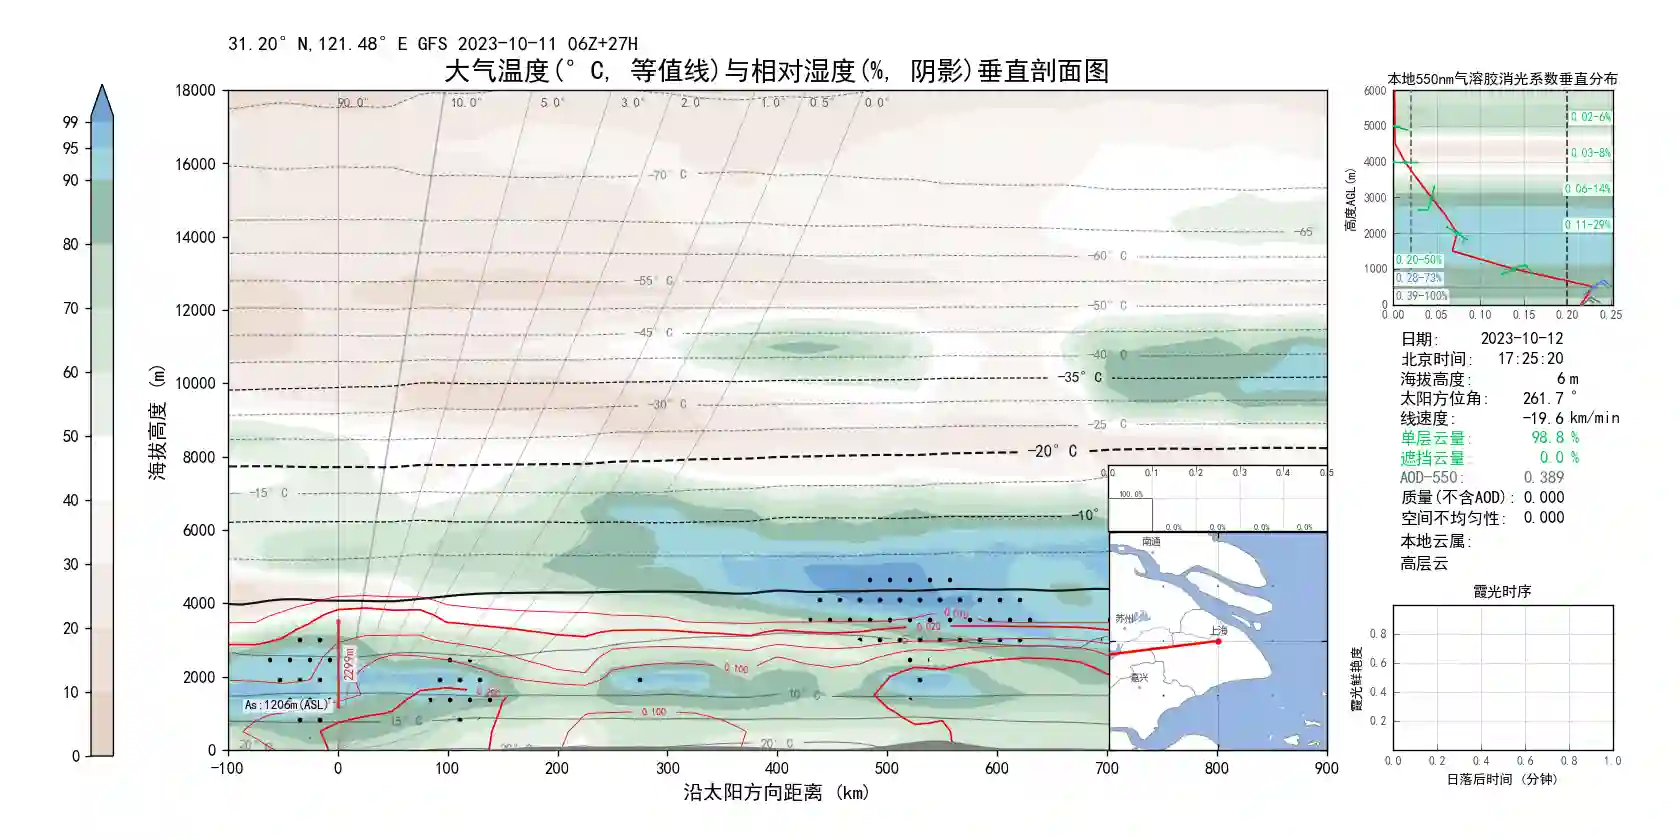 31.20° N,121.48° E GFS 2023-10-11 06Z+27H
大气温度(° C, 等值线)与相对湿度(%, 阴影)垂直剖面图
99
95
90
80
70
60
50
40
30
20
10
0
海拔高度 (m)
18000
16000
14000
12000
10000
8000
6000
4000
2000
0
90.0°
10.0°
5.0°
3.0°
2.0
1.0°
0.5
0.0°
-70° C
-65
-60° C
-55° C
-50° C
-45° C
-40 C
-35° C
-30° C
-25° C
-20° C
-15° C
-10°
0.020
0.100
0.100
10° C
15° C
20° C
20° C
2299m
As:1206m(ASL)
-100
0
100
200
300
400
500
600
700
800
900
沿太阳方向距离 (km)
0.0
0.1
0.2
0.3
0.4
0.5
100.0%
0.0%
0.0%
0.0%
0.0%
南通
苏州
上海
嘉兴
本地550nm气溶胶消光系数垂直分布
高度AGL(m)
6000
5000
4000
3000
2000
1000
0
0.02-6%
0.03-8%
0.06-14%
0.11-29%
0.20-50%
0.28-73%
0.39-100%
0.00
0.05
0.10
0.15
0.20
0.25
日期: 2023-10-12
北京时间: 17:25:20
海拔高度: 6 m
太阳方位角: 261.7 °
线速度: -19.6 km/min
单层云量: 98.8 %
遮挡云量: 0.0 %
AOD-550: 0.389
质量(不含AOD): 0.000
空间不均匀性: 0.000
本地云属:
高层云
霞光时序
霞光鲜艳度
0.8
0.6
0.4
0.2
0.0
0.2
0.4
0.6
0.8
1.0
日落后时间 (分钟)